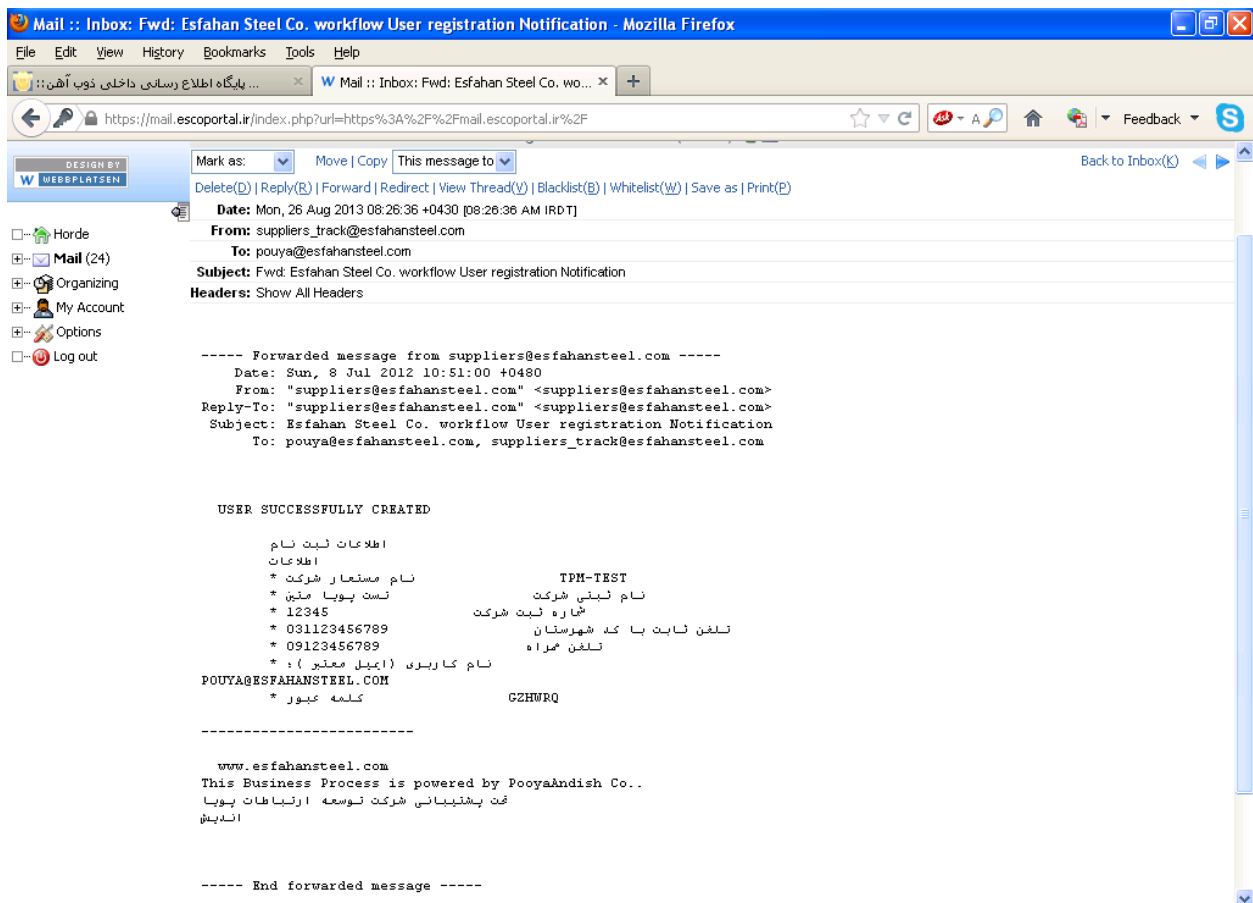 Mail :: Inbox: Fwd: Esfahan Steel Co. workflow User registration Notification - Mozilla Firefox
File Edit View History Bookmarks Tools Help
پایگاه اطلاع رسانی داخلی ذوب آهن:: ...
W Mail :: Inbox: Fwd: Esfahan Steel Co. wo...
https://mail.escoportal.ir/index.php?url=https%3A%2F%2Fmail.escoportal.ir%2F
Ask
Feedback
DESIGN BY
W WEBBPLATSEN
Mark as: Move | Copy This message to
Back to Inbox(K)
Delete(D) | Reply(R) | Forward | Redirect | View Thread(V) | Blacklist(B) | Whitelist(W) | Save as | Print(P)
Date: Mon, 26 Aug 2013 08:26:36 +0430 [08:26:36 AM IRDT]
From: suppliers_track@esfahansteel.com
To: pouya@esfahansteel.com
Subject: Fwd: Esfahan Steel Co. workflow User registration Notification
Headers: Show All Headers
Horde
Mail (24)
Organizing
My Account
Options
Log out
----- Forwarded message from suppliers@esfahansteel.com -----
Date: Sun, 8 Jul 2012 10:51:00 +0480
From: "suppliers@esfahansteel.com" <suppliers@esfahansteel.com>
Reply-To: "suppliers@esfahansteel.com" <suppliers@esfahansteel.com>
Subject: Esfahan Steel Co. workflow User registration Notification
To: pouya@esfahansteel.com, suppliers_track@esfahansteel.com
USER SUCCESSFULLY CREATED
اطلاعات ثبت نام
اطلاعات
* نام مستعار شرکت TPM-TEST
* تست پویا متین نام ثبتی شرکت
* 12345 شماره ثبت شرکت
* 031123456789 تلفن ثابت با کد شهرستان
* 09123456789 تلفن همراه
* نام کاربری (ایمیل معتبر ):
POUYA@ESFAHANSTEEL.COM
* کلمه عبور GZHWRQ
-------------------------
www.esfahansteel.com
This Business Process is powered by PooyaAndish Co..
تحت پشتیبانی شرکت توسعه ارتباطات پویا
اندیش
----- End forwarded message -----